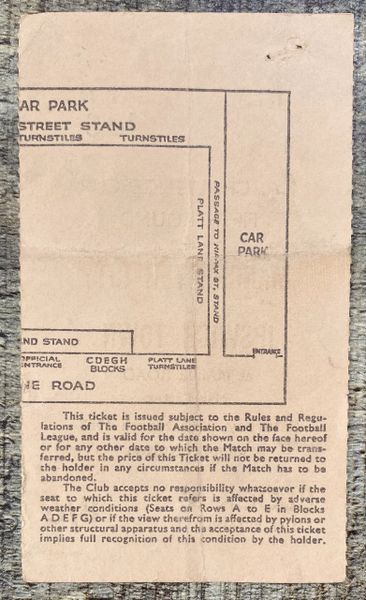 AR PARK
STREET STAND
TURNSTILES TURNSTILES
PLATT LANE STAND
PASSAGE TO KIPPAX ST. STAND
CAR
PARK
ND STAND
OFFICIAL
ENTRANCE
C D E G H
BLOCKS
PLATT LANE
TURNSTILES
ENTRANCE
NE ROAD
This ticket is issued subject to the Rules and Regu-
lations of The Football Association and The Football
League, and is valid for the date shown on the face hereof
or for any other date to which the Match may be trans-
ferred, but the price of this Ticket will not be returned to
the holder in any circumstances if the Match has to be
abandoned.
The Club accepts no responsibility whatsoever if the
seat to which this ticket refers is affected by adverse
weather conditions (Seats on Rows A to E in Blocks
A D E F G) or if the view therefrom is affected by pylons or
other structural apparatus and the acceptance of this ticket
implies full recognition of this condition by the holder.